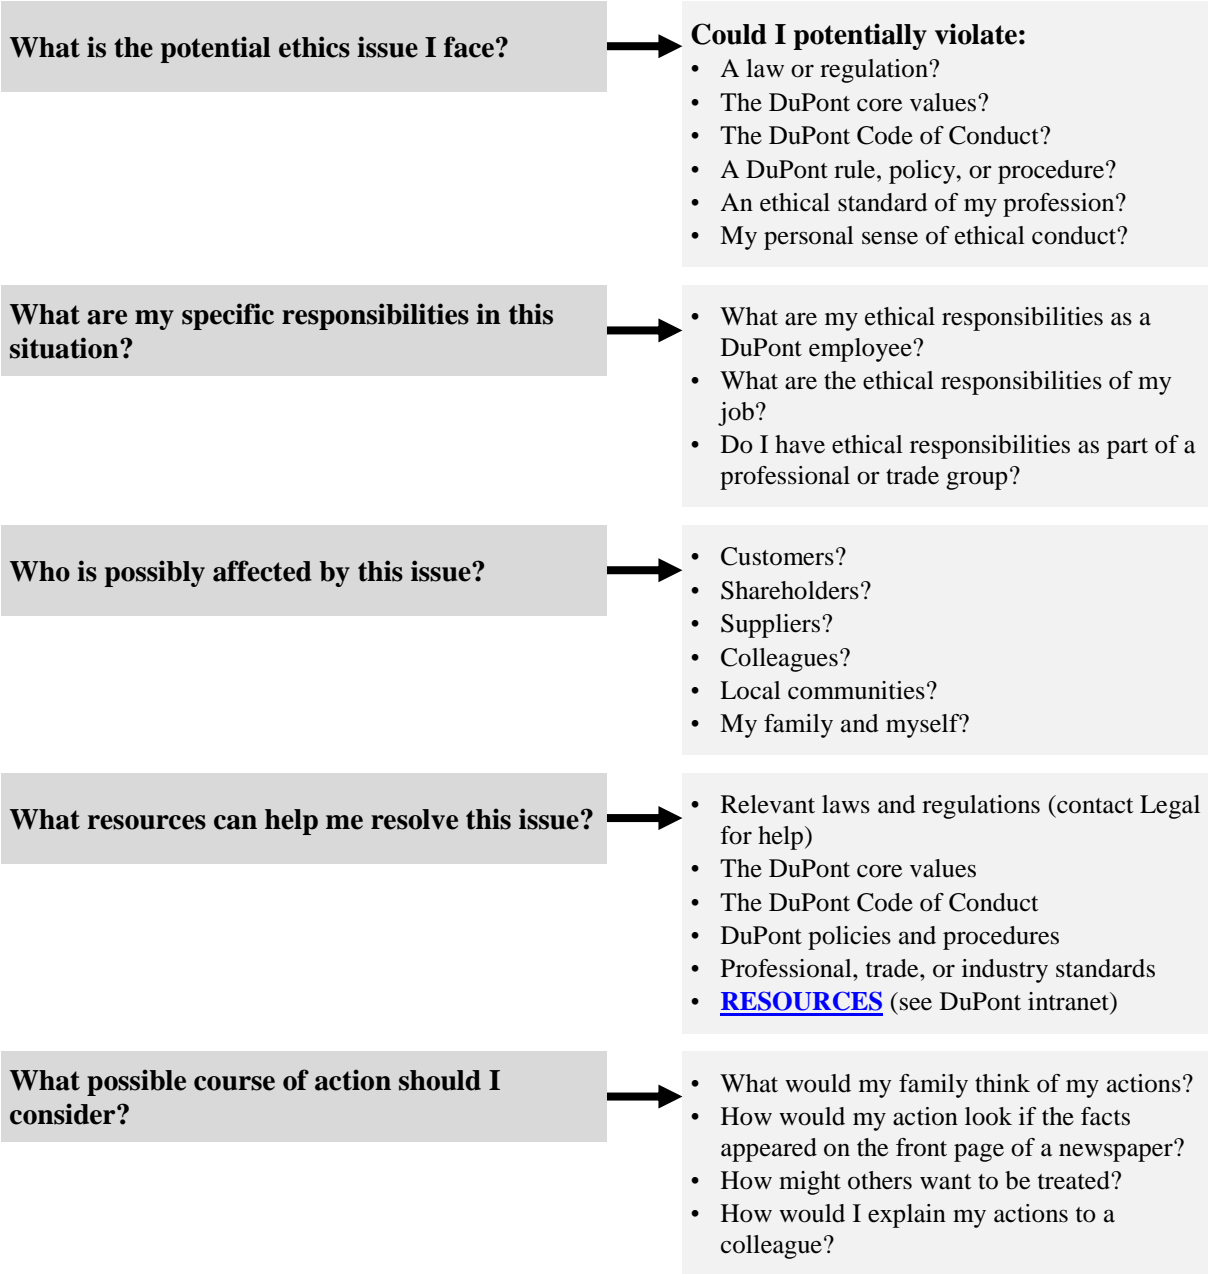 What is the potential ethics issue I face?
Could I potentially violate:
• A law or regulation?
• The DuPont core values?
• The DuPont Code of Conduct?
• A DuPont rule, policy, or procedure?
• An ethical standard of my profession?
• My personal sense of ethical conduct?
What are my specific responsibilities in this
situation?
• What are my ethical responsibilities as a
DuPont employee?
• What are the ethical responsibilities of my
job?
• Do I have ethical responsibilities as part of a
professional or trade group?
Who is possibly affected by this issue?
• Customers?
• Shareholders?
• Suppliers?
• Colleagues?
• Local communities?
• My family and myself?
What resources can help me resolve this issue?
• Relevant laws and regulations (contact Legal
for help)
• The DuPont core values
• The DuPont Code of Conduct
• DuPont policies and procedures
• Professional, trade, or industry standards
• RESOURCES (see DuPont intranet)
What possible course of action should I
consider?
• What would my family think of my actions?
• How would my action look if the facts
appeared on the front page of a newspaper?
• How might others want to be treated?
• How would I explain my actions to a
colleague?